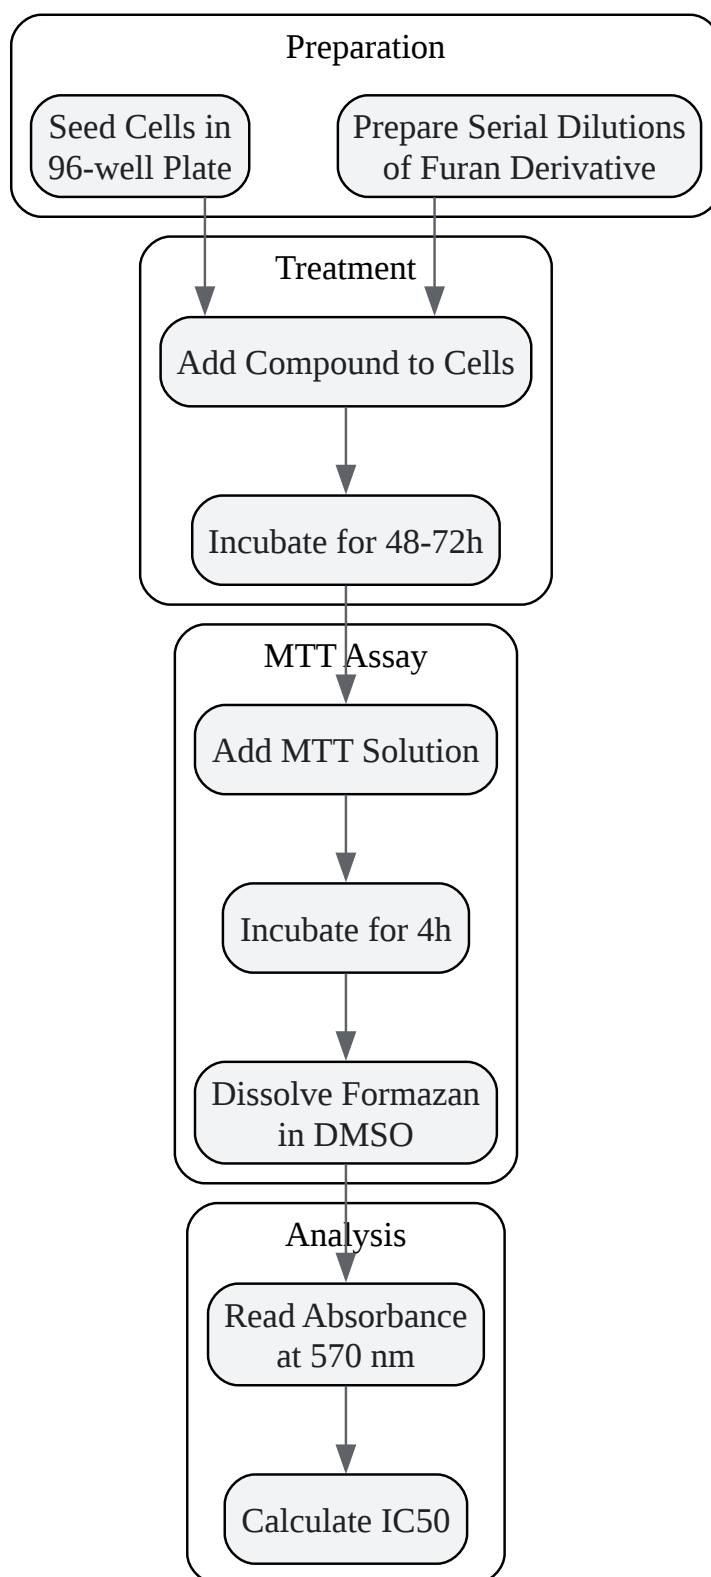 Preparation
Seed Cells in
96-well Plate
Prepare Serial Dilutions
of Furan Derivative
Treatment
Add Compound to Cells
Incubate for 48-72h
MTT Assay
Add MTT Solution
Incubate for 4h
Dissolve Formazan
in DMSO
Analysis
Read Absorbance
at 570 nm
Calculate IC50